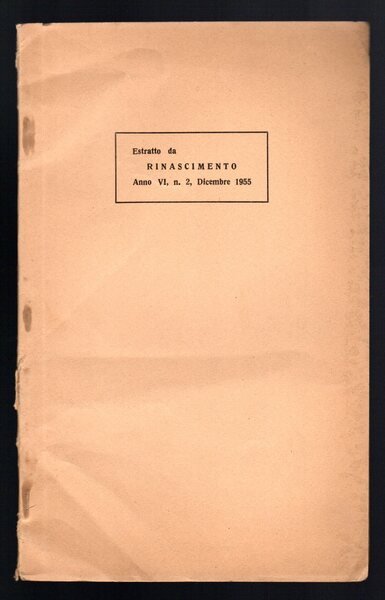 Estratto da
RINASCIMENTO
Anno VI, n. 2, Dicembre 1955